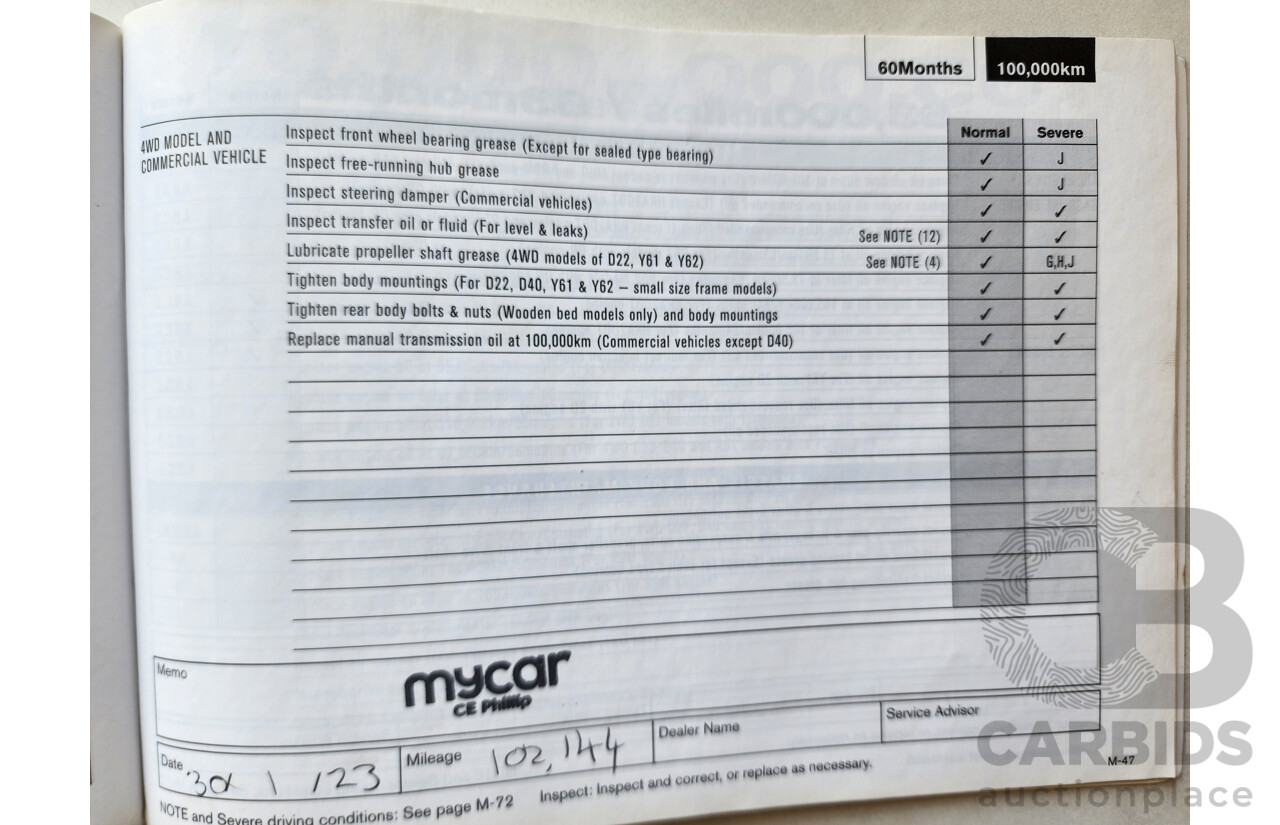 60Months 100,000km
Normal Severe
4WD MODEL AND
COMMERCIAL VEHICLE
Inspect front wheel bearing grease (Except for sealed type bearing) ✓ J
Inspect free-running hub grease ✓ J
Inspect steering damper (Commercial vehicles) ✓ ✓
Inspect transfer oil or fluid (For level & leaks) See NOTE (12) ✓ ✓
Lubricate propeller shaft grease (4WD models of D22, Y61 & Y62) See NOTE (4) ✓ G,H,J
Tighten body mountings (For D22, D40, Y61 & Y62 – small size frame models) ✓ ✓
Tighten rear body bolts & nuts (Wooden bed models only) and body mountings ✓ ✓
Replace manual transmission oil at 100,000km (Commercial vehicles except D40) ✓ ✓
Memo
mycar
CE Phillip
Date 30 / 1 / 23 Mileage 102,144 Dealer Name Service Advisor
NOTE and Severe driving conditions: See page M-72 Inspect: Inspect and correct, or replace as necessary.
M-47
CB
CARBIDS
auctionplace